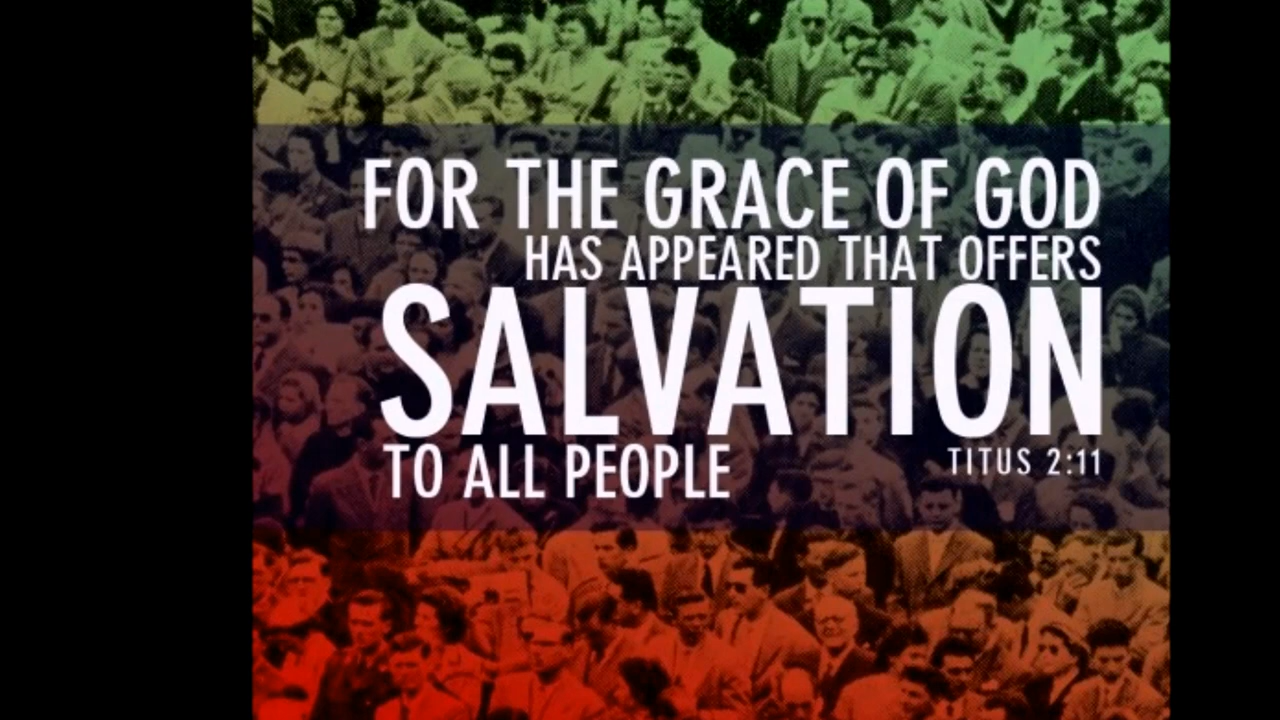 FOR THE GRACE OF GOD
HAS APPEARED THAT OFFERS
SALVATION
TO ALL PEOPLE
TITUS 2:11